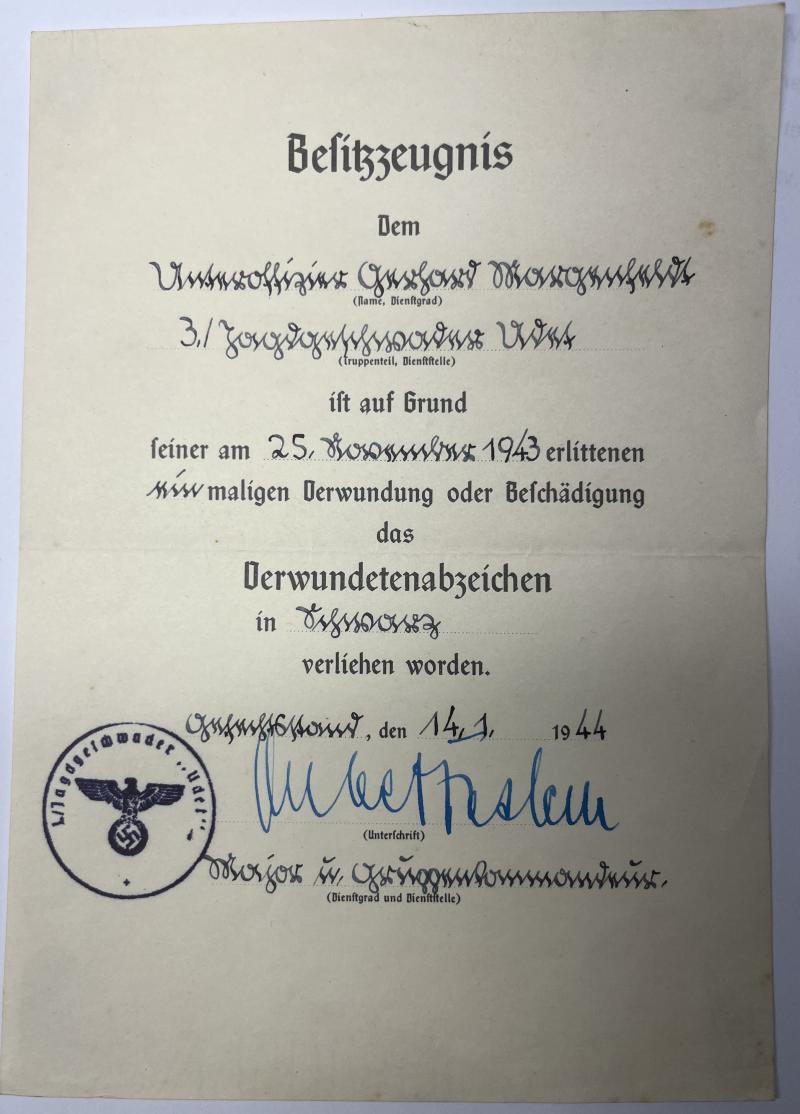 Besitzzeugnis
Dem
Unteroffizier Gerhard Margenfeldt
(Name, Dienstgrad)
3./Jagdgeschwader Udet
(Truppenteil, Dienststelle)
ist auf Grund
seiner am 25. November 1943 erlittenen
ein maligen Verwundung oder Beschädigung
das
Verwundetenabzeichen
in Schwarz
verliehen worden.
Gefechtsstand, den 14.1. 1944
I./Jagdgeschwader „Udet“
(Unterschrift)
Major u. Gruppenkommandeur.
(Dienstgrad und Dienststelle)